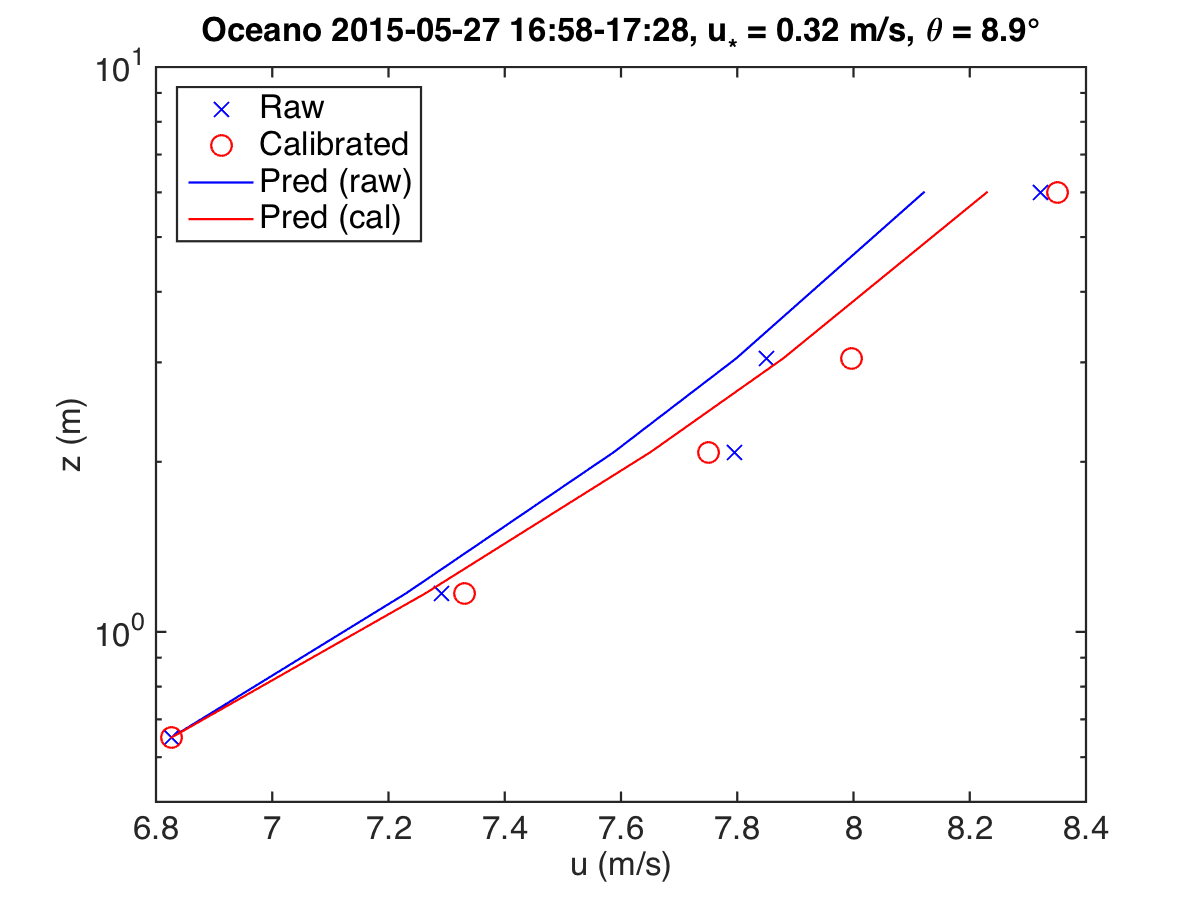 Oceano 2015-05-27 16:58-17:28, u* = 0.32 m/s, θ = 8.9°
10¹
Raw
Calibrated
Pred (raw)
Pred (cal)
z (m)
10⁰
6.8 7 7.2 7.4 7.6 7.8 8 8.2 8.4
u (m/s)